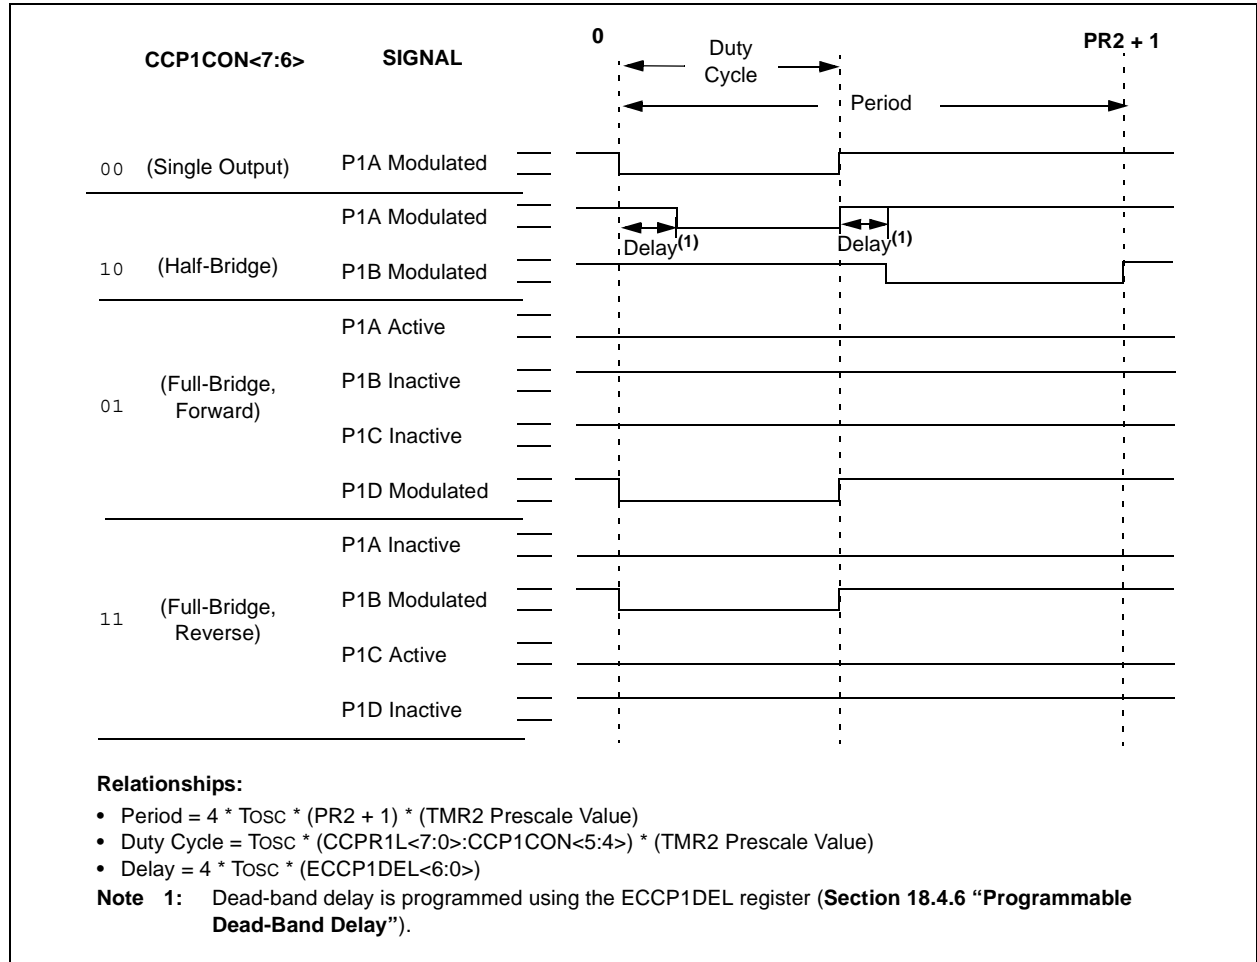 CCP1CON<7:6>
SIGNAL
0
Duty
Cycle
PR2 + 1
Period
00 (Single Output) P1A Modulated
P1A Modulated
Delay(1) Delay(1)
10 (Half-Bridge) P1B Modulated
P1A Active
01 (Full-Bridge,
Forward)
P1B Inactive
P1C Inactive
P1D Modulated
P1A Inactive
11 (Full-Bridge,
Reverse)
P1B Modulated
P1C Active
P1D Inactive
Relationships:
• Period = 4 * TOSC * (PR2 + 1) * (TMR2 Prescale Value)
• Duty Cycle = TOSC * (CCPR1L<7:0>:CCP1CON<5:4>) * (TMR2 Prescale Value)
• Delay = 4 * TOSC * (ECCP1DEL<6:0>)
Note 1: Dead-band delay is programmed using the ECCP1DEL register (Section 18.4.6 “Programmable
Dead-Band Delay”).